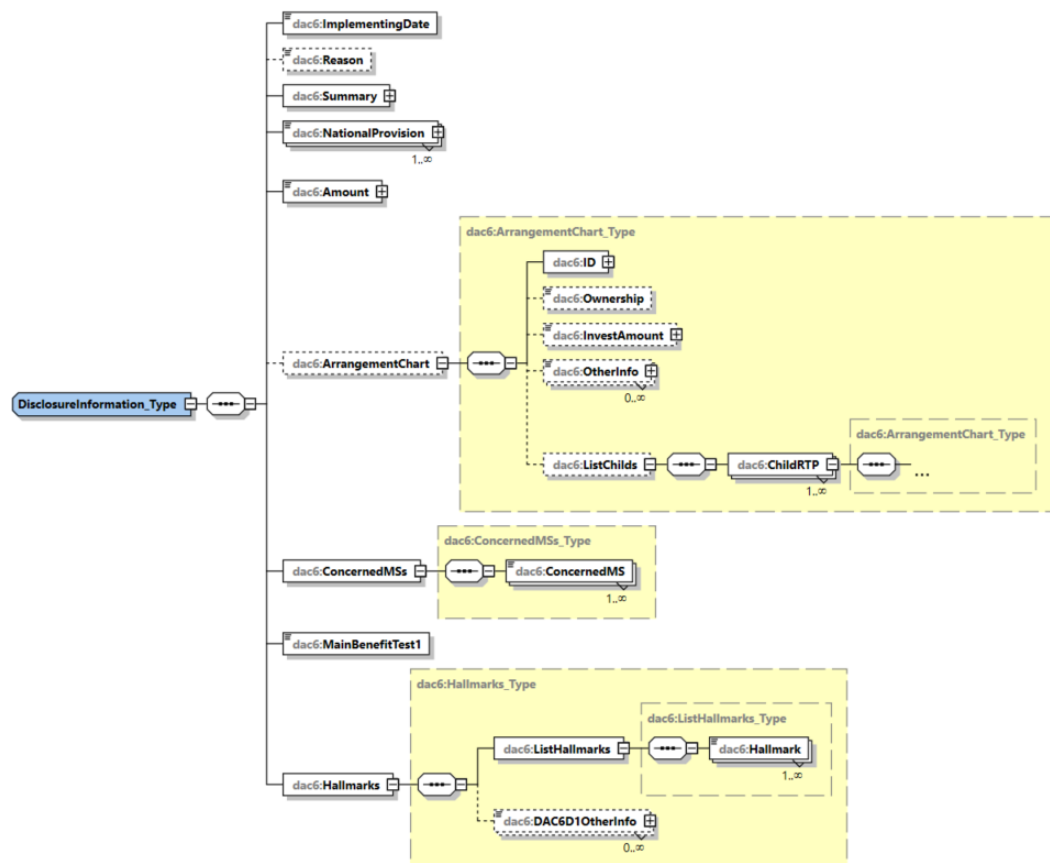 dac6:ImplementingDate
dac6:Reason
dac6:Summary
dac6:NationalProvision
1..∞
dac6:Amount
dac6:ArrangementChart_Type
dac6:ID
dac6:Ownership
dac6:InvestAmount
dac6:ArrangementChart
dac6:OtherInfo
0..∞
DisclosureInformation_Type
dac6:ArrangementChart_Type
dac6:ListChilds
dac6:ChildRTP
...
1..∞
dac6:ConcernedMSs_Type
dac6:ConcernedMSs
dac6:ConcernedMS
1..∞
dac6:MainBenefitTest1
dac6:Hallmarks_Type
dac6:ListHallmarks_Type
dac6:ListHallmarks
dac6:Hallmark
1..∞
dac6:Hallmarks
dac6:DAC6D1OtherInfo
0..∞